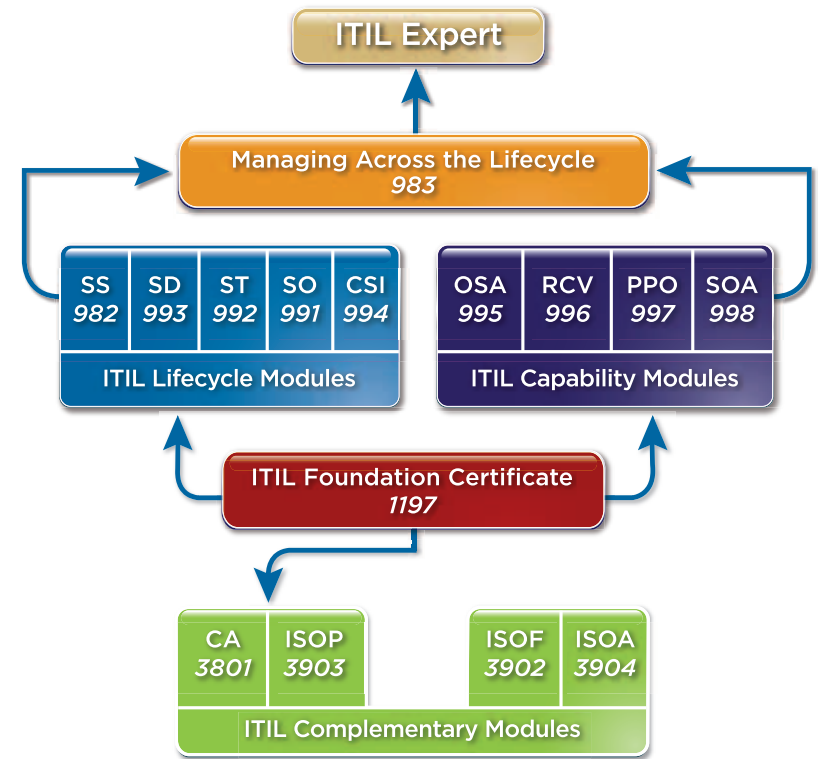 ITIL Expert
Managing Across the Lifecycle
983
SS SD ST SO CSI
982 993 992 991 994
ITIL Lifecycle Modules
OSA RCV PPO SOA
995 996 997 998
ITIL Capability Modules
ITIL Foundation Certificate
1197
CA ISOP
3801 3903
ISOF ISOA
3902 3904
ITIL Complementary Modules